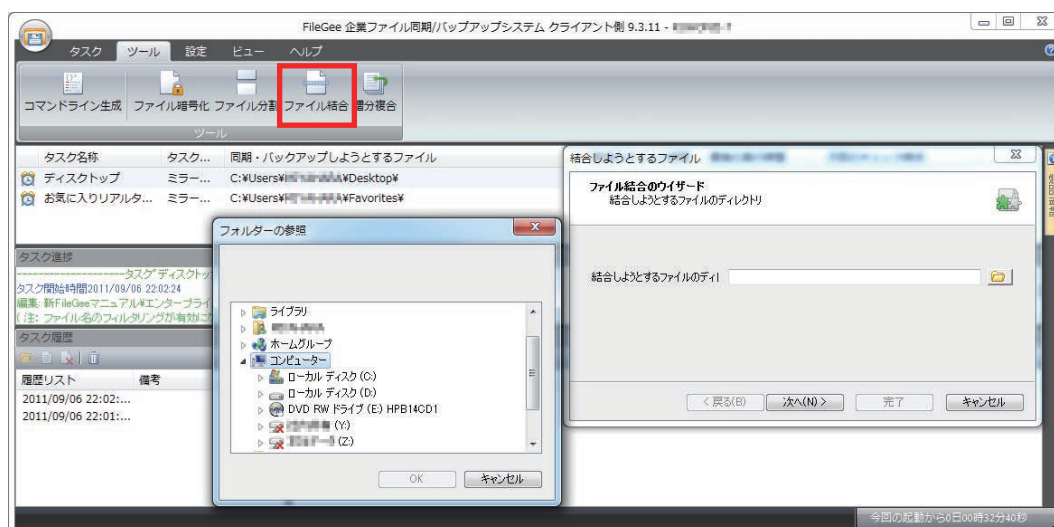 FileGee 企業ファイル同期/バップアップシステム クライアント側 9.3.11 -
タスク ツール 設定 ビュー ヘルプ
コマンドライン生成 ファイル暗号化 ファイル分割 ファイル結合 増分複合
ツール
タスク名称 タスク... 同期・バックアップしようとするファイル
ディスクトップ ミラー... C:¥Users¥ ¥Desktop¥
お気に入りリアルタ... ミラー... C:¥Users¥ ¥Favorites¥
タスク進捗
タスク開始時間2011/09/06 22:02:24
編集: 新FileGeeマニュアル¥エンタープライ
(注: ファイル名のフィルタリングが有効に
タスク履歴
履歴リスト 備考
2011/09/06 22:02:...
2011/09/06 22:01:...
フォルダーの参照
ライブラリ
ホームグループ
コンピューター
ローカル ディスク (C:)
ローカル ディスク (D:)
DVD RW ドライブ (E:) HPB14CD1
(Y:)
(Z:)
OK キャンセル
結合しようとするファイル
ファイル結合のウイザード
結合しようとするファイルのディレクトリ
結合しようとするファイルのディl
< 戻る(B) 次へ(N) > 完了 キャンセル
今回の起動から0日00時32分40秒